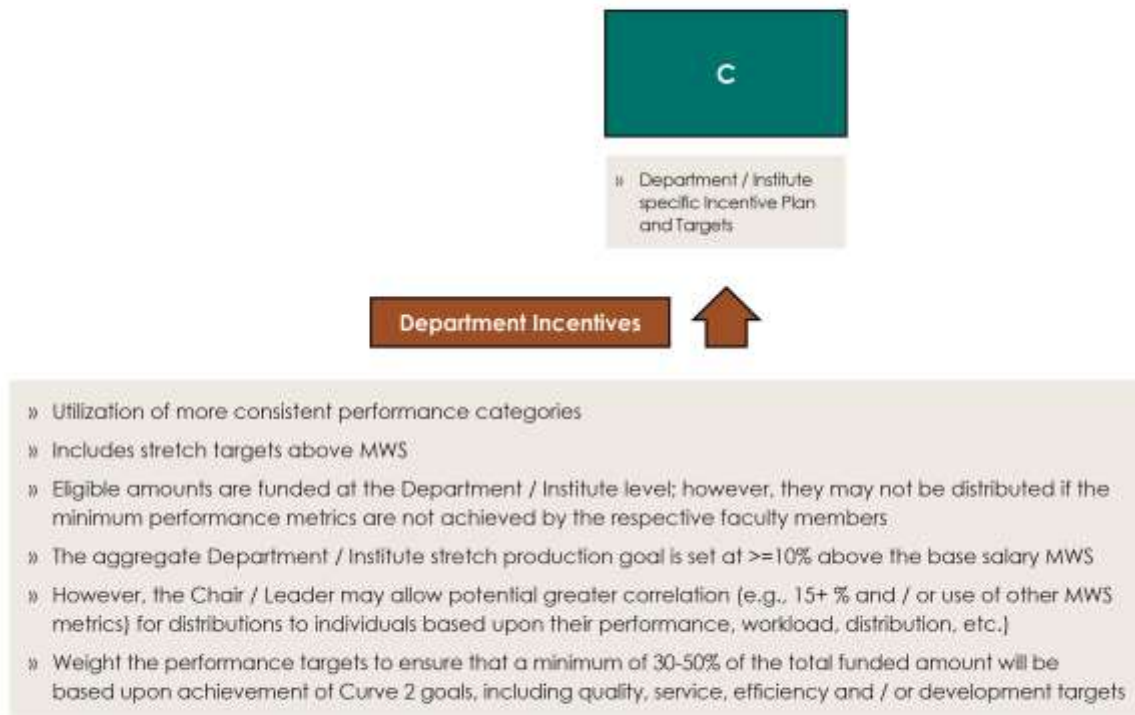 C
» Department / Institute
specific Incentive Plan
and Targets
Department Incentives
» Utilization of more consistent performance categories
» Includes stretch targets above MWS
» Eligible amounts are funded at the Department / Institute level; however, they may not be distributed if the
minimum performance metrics are not achieved by the respective faculty members
» The aggregate Department / Institute stretch production goal is set at >=10% above the base salary MWS
» However, the Chair / Leader may allow potential greater correlation (e.g., 15+ % and / or use of other MWS
metrics) for distributions to individuals based upon their performance, workload, distribution, etc.)
» Weight the performance targets to ensure that a minimum of 30-50% of the total funded amount will be
based upon achievement of Curve 2 goals, including quality, service, efficiency and / or development targets